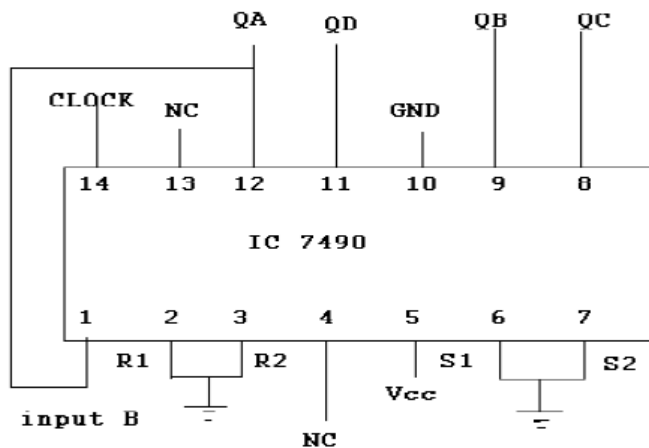 QA QD QB QC
CLOCK NC GND
14 13 12 11 10 9 8
IC 7490
1 2 3 4 5 6 7
R1 R2 S1 S2
Vcc
input B
NC